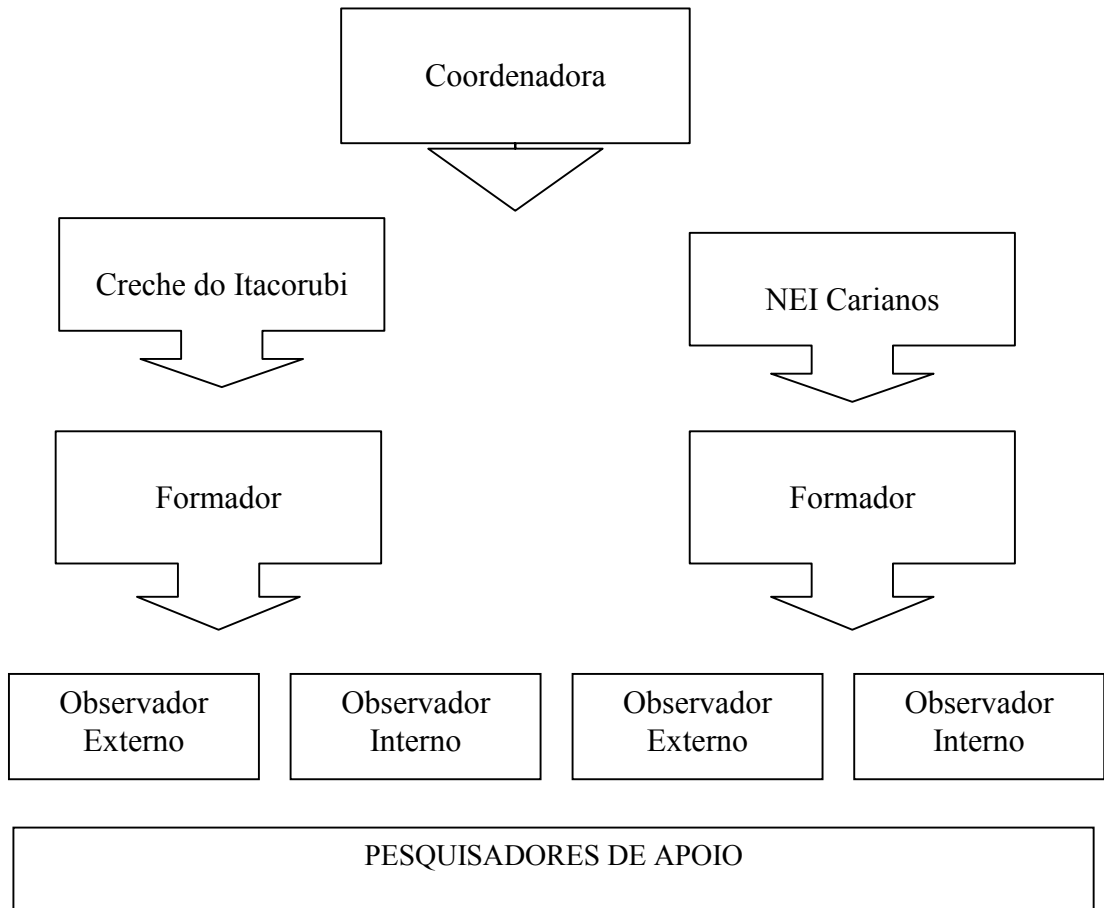 Coordenadora
Creche do Itacorubi
NEI Carianos
Formador
Formador
Observador
Externo
Observador
Interno
Observador
Externo
Observador
Interno
PESQUISADORES DE APOIO